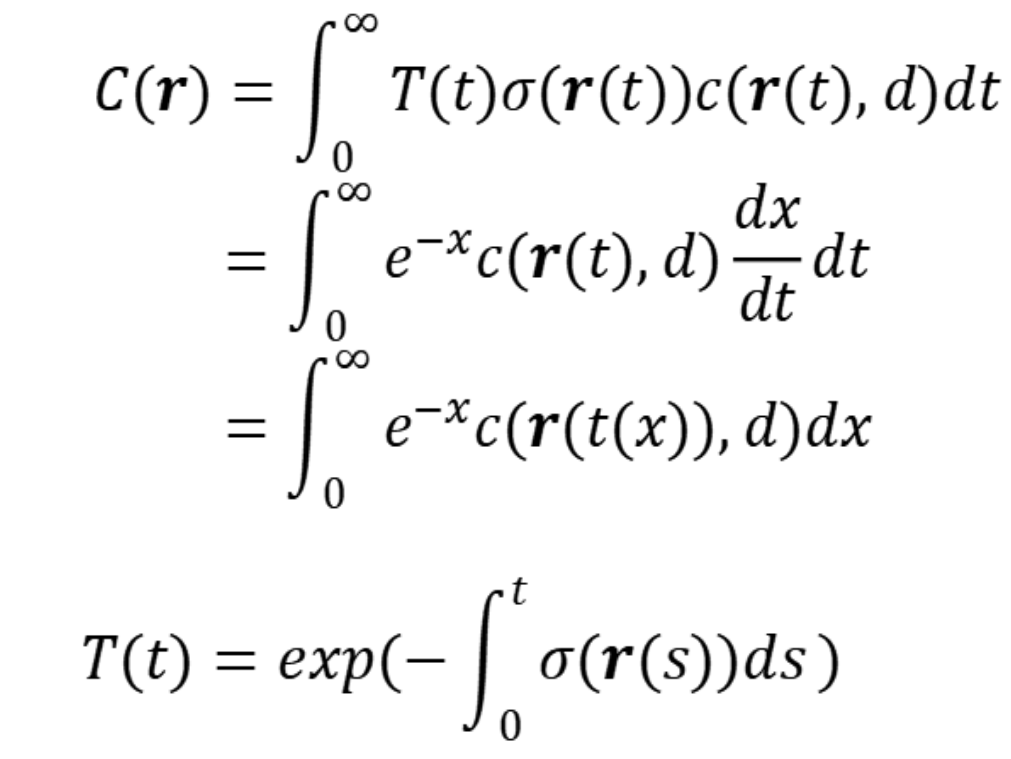 C(r) = ∫₀^∞ T(t)σ(r(t))c(r(t), d)dt
= ∫₀^∞ e^{−x}c(r(t), d) dx/dt dt
= ∫₀^∞ e^{−x}c(r(t(x)), d)dx
T(t) = exp(− ∫₀^t σ(r(s))ds)